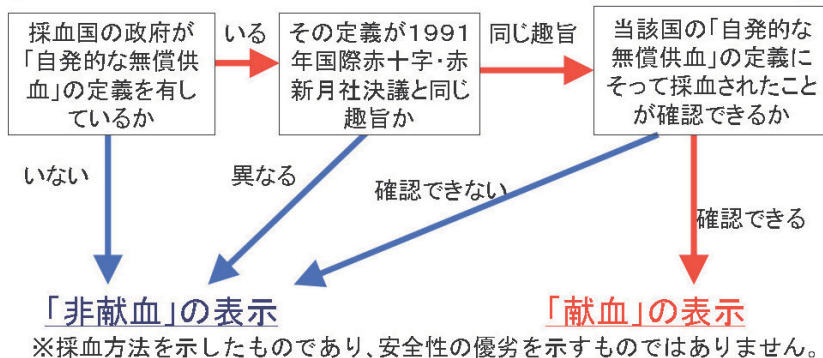 採血国の政府が
「自発的な無償供
血」の定義を有し
ているか
いる
その定義が1991
年国際赤十字・赤
新月社決議と同じ
趣旨か
同じ趣旨
当該国の「自発的な
無償供血」の定義に
そって採血されたこと
が確認できるか
いない
異なる
確認できない
確認できる
「非献血」の表示
「献血」の表示
※採血方法を示したものであり、安全性の優劣を示すものではありません。